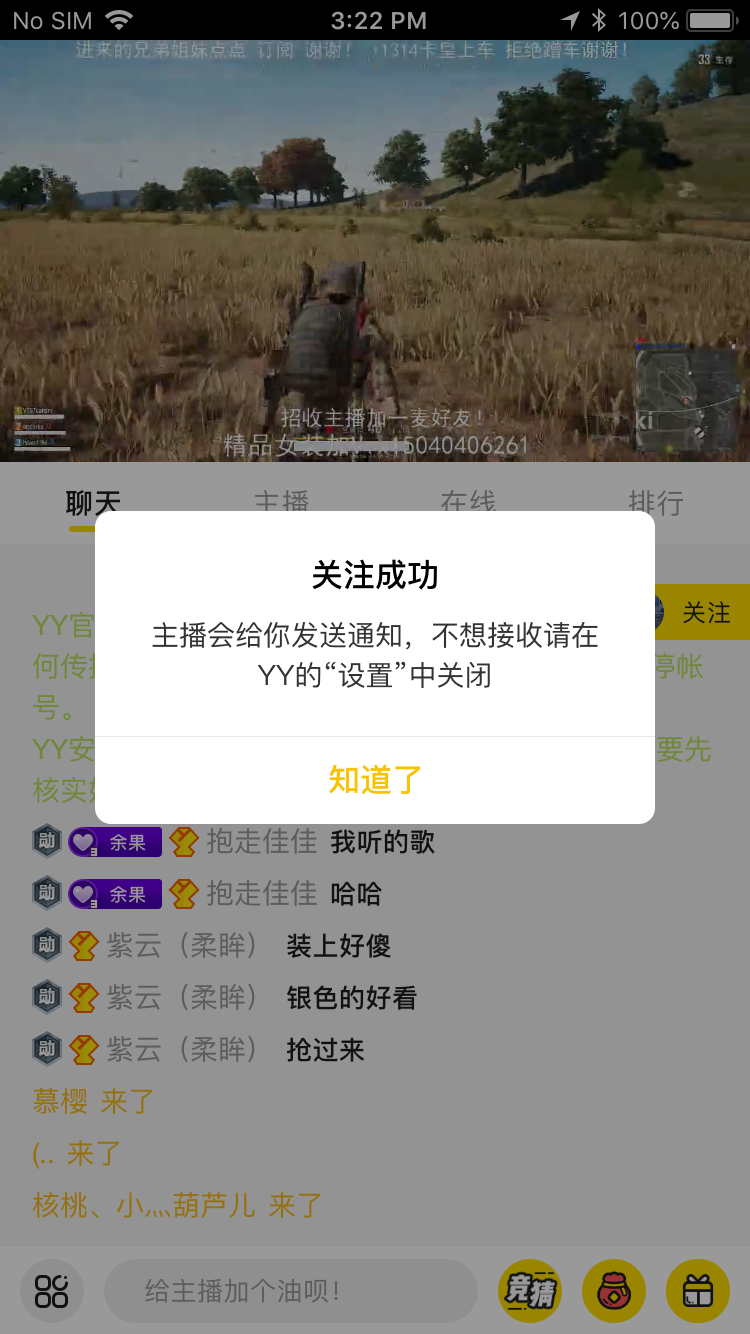 No SIM 3:22 PM 100%
进来的兄弟姐妹点点 订阅 谢谢！ 1314卡皇上车 拒绝蹭车谢谢！
33 生存
招收主播加一麦好友！
精品女装加 15040406261
聊天 主播 在线 排行
关注成功
主播会给你发送通知，不想接收请在
YY的“设置”中关闭
知道了
关注
YY官
何传 停帐
号。
YY安 要先
核实
勋 3 余果 抱走佳佳 我听的歌
勋 3 余果 抱走佳佳 哈哈
勋 紫云（柔眸） 装上好傻
勋 紫云（柔眸） 银色的好看
勋 紫云（柔眸） 抢过来
慕樱 来了
(.. 来了
核桃、小灬葫芦儿 来了
给主播加个油呗！
竞猜